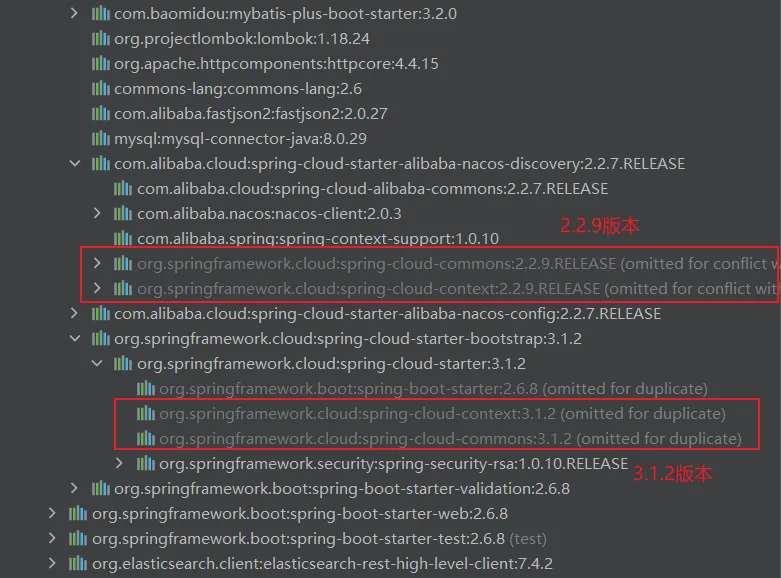 com.baomidou:mybatis-plus-boot-starter:3.2.0
org.projectlombok:lombok:1.18.24
org.apache.httpcomponents:httpcore:4.4.15
commons-lang:commons-lang:2.6
com.alibaba.fastjson2:fastjson2:2.0.27
mysql:mysql-connector-java:8.0.29
com.alibaba.cloud:spring-cloud-starter-alibaba-nacos-discovery:2.2.7.RELEASE
com.alibaba.cloud:spring-cloud-alibaba-commons:2.2.7.RELEASE
com.alibaba.nacos:nacos-client:2.0.3
2.2.9版本
com.alibaba.spring:spring-context-support:1.0.10
org.springframework.cloud:spring-cloud-commons:2.2.9.RELEASE (omitted for conflict w
org.springframework.cloud:spring-cloud-context:2.2.9.RELEASE (omitted for conflict wit
com.alibaba.cloud:spring-cloud-starter-alibaba-nacos-config:2.2.7.RELEASE
org.springframework.cloud:spring-cloud-starter-bootstrap:3.1.2
org.springframework.cloud:spring-cloud-starter:3.1.2
org.springframework.boot:spring-boot-starter:2.6.8 (omitted for duplicate)
org.springframework.cloud:spring-cloud-context:3.1.2 (omitted for duplicate)
org.springframework.cloud:spring-cloud-commons:3.1.2 (omitted for duplicate)
org.springframework.security:spring-security-rsa:1.0.10.RELEASE
3.1.2版本
org.springframework.boot:spring-boot-starter-validation:2.6.8
org.springframework.boot:spring-boot-starter-web:2.6.8
org.springframework.boot:spring-boot-starter-test:2.6.8 (test)
org.elasticsearch.client:elasticsearch-rest-high-level-client:7.4.2